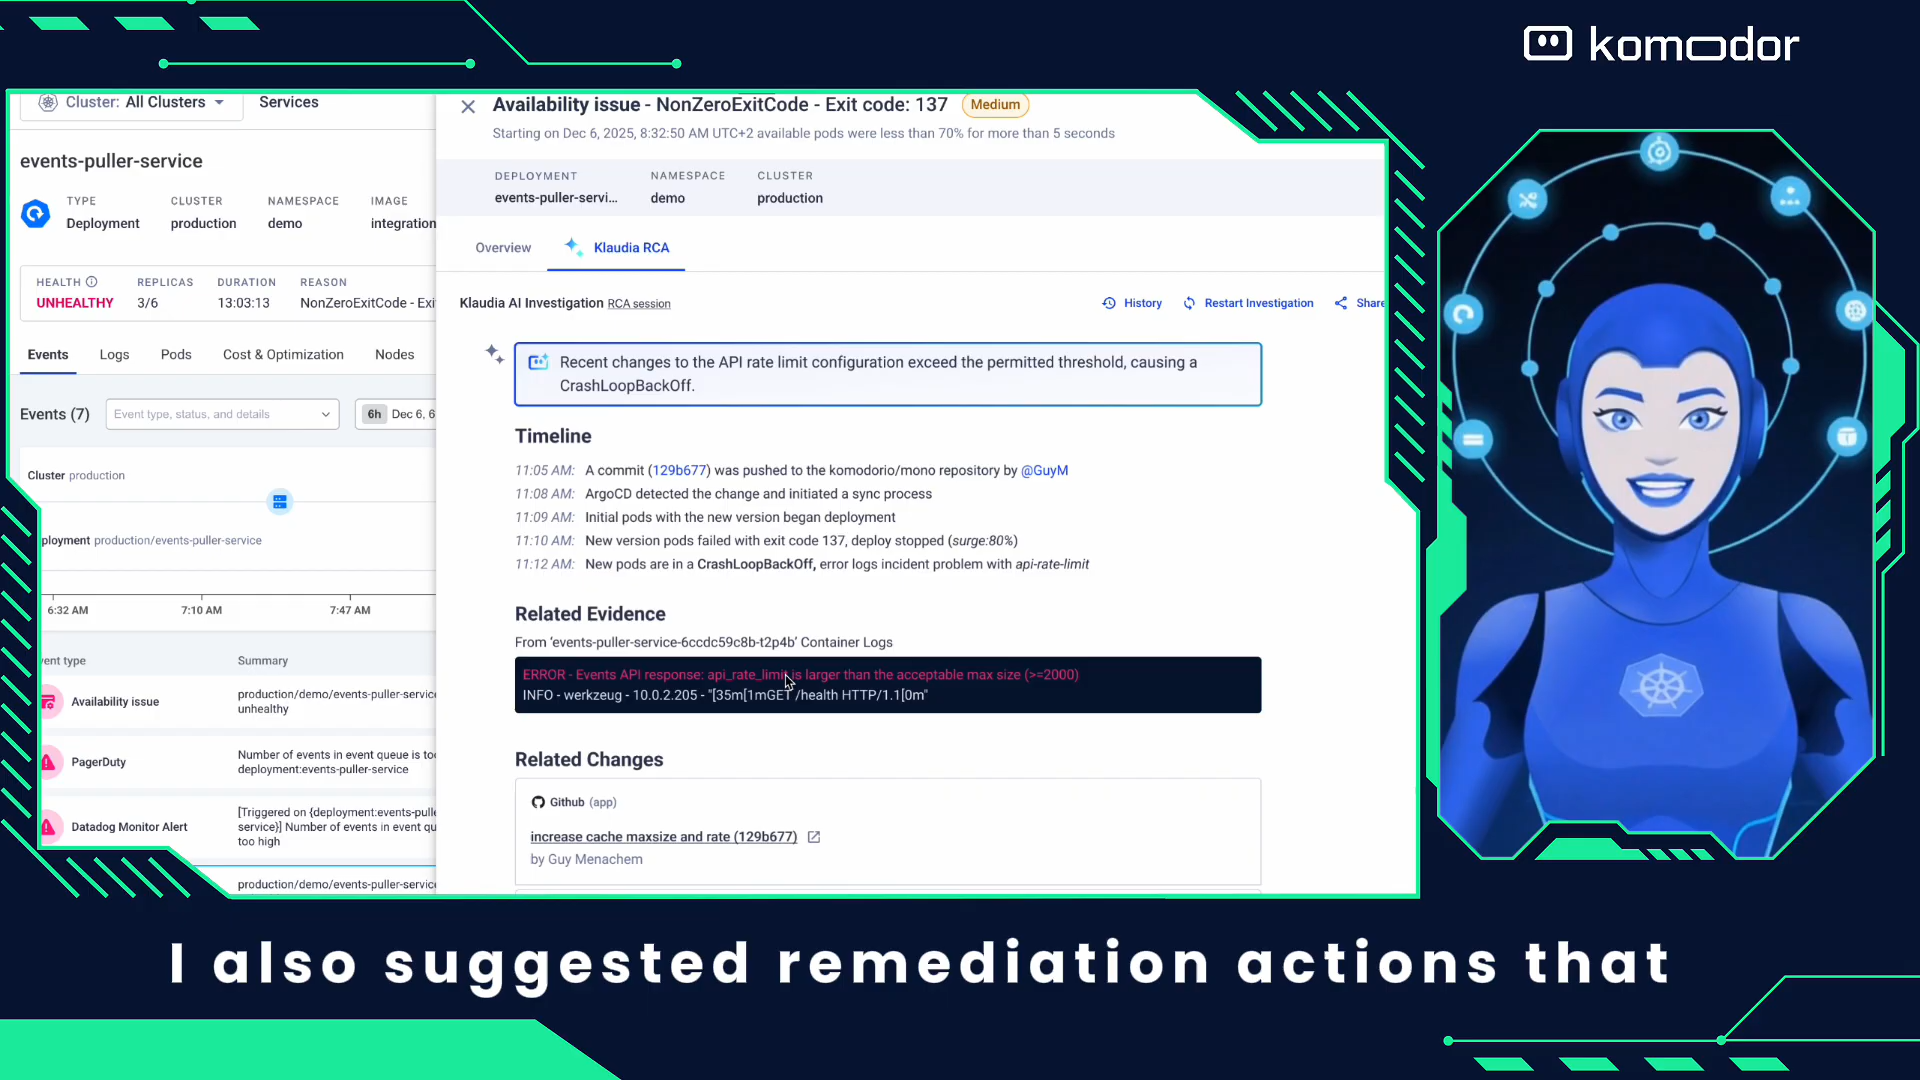 komodor
Cluster: All Clusters
Services
events-puller-service
TYPE
CLUSTER
NAMESPACE
IMAGE
Deployment
production
demo
integration
HEALTH
REPLICAS
DURATION
REASON
UNHEALTHY
3/6
13:03:13
NonZeroExitCode - Exi
Events
Logs
Pods
Cost & Optimization
Nodes
Events (7)
Event type, status, and details
6h
Dec 6, 6
Cluster production
ployment production/events-puller-service
6:32 AM
7:10 AM
7:47 AM
ent type
Summary
Availability issue
production/demo/events-puller-service
unhealthy
PagerDuty
Number of events in event queue is too
deployment:events-puller-service
Datadog Monitor Alert
[Triggered on {deployment:events-pulle
service}] Number of events in event qu
too high
production/demo/events-puller-service
Availability issue - NonZeroExitCode - Exit code: 137
Medium
Starting on Dec 6, 2025, 8:32:50 AM UTC+2 available pods were less than 70% for more than 5 seconds
DEPLOYMENT
NAMESPACE
CLUSTER
events-puller-servi...
demo
production
Overview
Klaudia RCA
Klaudia AI Investigation RCA session
History
Restart Investigation
Share
Recent changes to the API rate limit configuration exceed the permitted threshold, causing a
CrashLoopBackOff.
Timeline
11:05 AM: A commit (129b677) was pushed to the komodorio/mono repository by @GuyM
11:08 AM: ArgoCD detected the change and initiated a sync process
11:09 AM: Initial pods with the new version began deployment
11:10 AM: New version pods failed with exit code 137, deploy stopped (surge:80%)
11:12 AM: New pods are in a CrashLoopBackOff, error logs incident problem with api-rate-limit
Related Evidence
From ‘events-puller-service-6ccdc59c8b-t2p4b’ Container Logs
ERROR - Events API response: api_rate_limit is larger than the acceptable max size (>=2000)
INFO - werkzeug - 10.0.2.205 - "[35m[1mGET /health HTTP/1.1[0m"
Related Changes
Github (app)
increase cache maxsize and rate (129b677)
by Guy Menachem
I also suggested remediation actions that